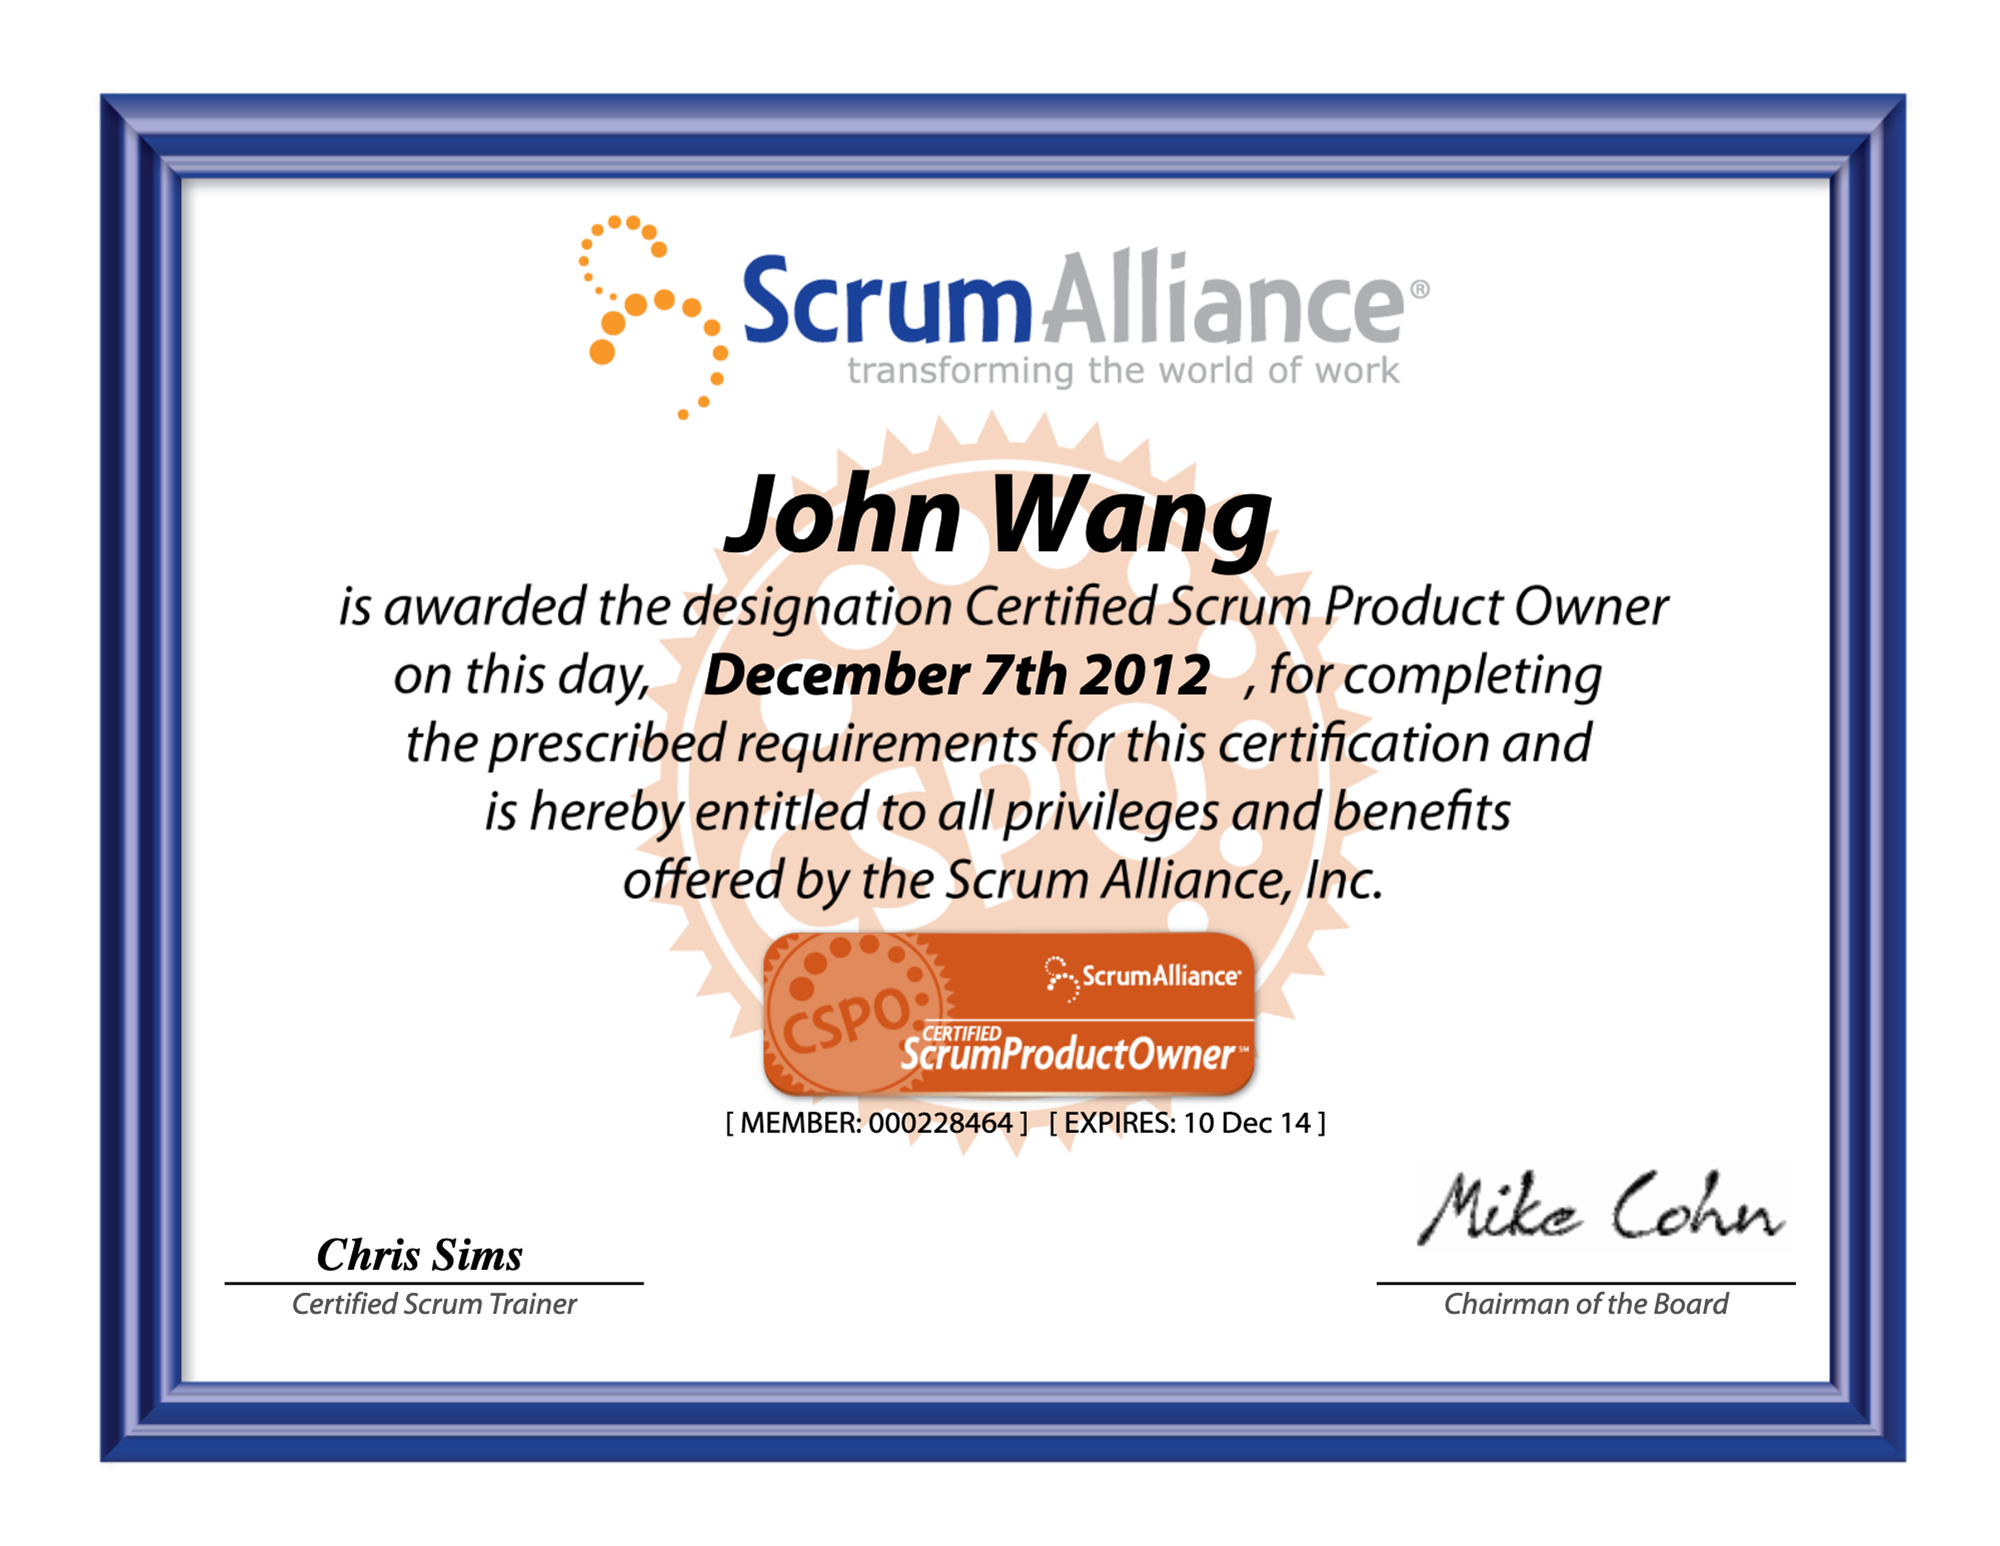 ScrumAlliance®
transforming the world of work
John Wang
is awarded the designation Certified Scrum Product Owner
on this day, December 7th 2012 , for completing
the prescribed requirements for this certification and
is hereby entitled to all privileges and benefits
offered by the Scrum Alliance, Inc.
CSPO
CSPO
ScrumAlliance®
CERTIFIED
ScrumProductOwner℠
[ MEMBER: 000228464 ] [ EXPIRES: 10 Dec 14 ]
Chris Sims
Certified Scrum Trainer
Mike Cohn
Chairman of the Board